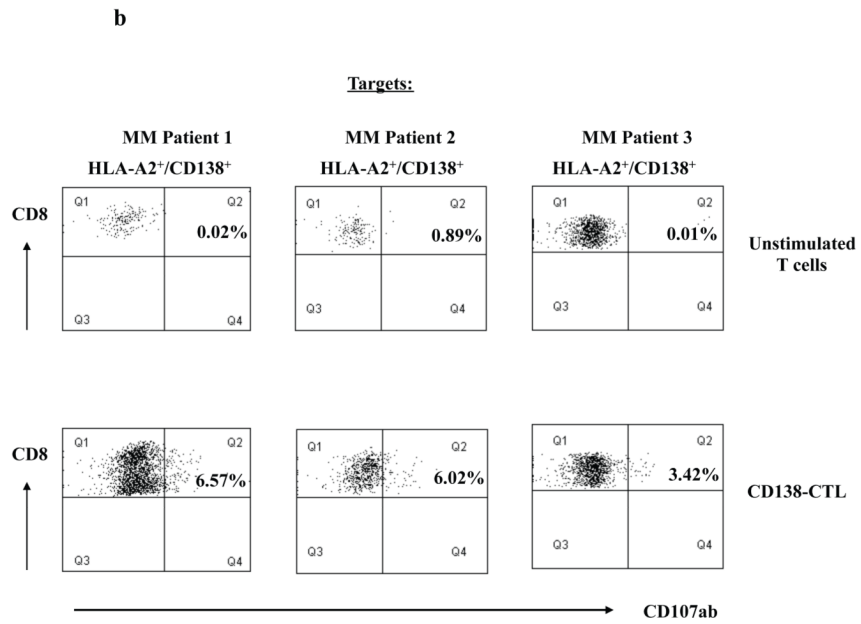 b
Targets:
MM Patient 1 MM Patient 2 MM Patient 3
HLA-A2⁺/CD138⁺ HLA-A2⁺/CD138⁺ HLA-A2⁺/CD138⁺
CD8 Q1 Q2 0.02% Q3 Q4
Q1 Q2 0.89% Q3 Q4
Q1 Q2 0.01% Q3 Q4
Unstimulated
T cells
CD8 Q1 Q2 6.57% Q3 Q4
Q1 Q2 6.02% Q3 Q4
Q1 Q2 3.42% Q3 Q4
CD138-CTL
CD107ab